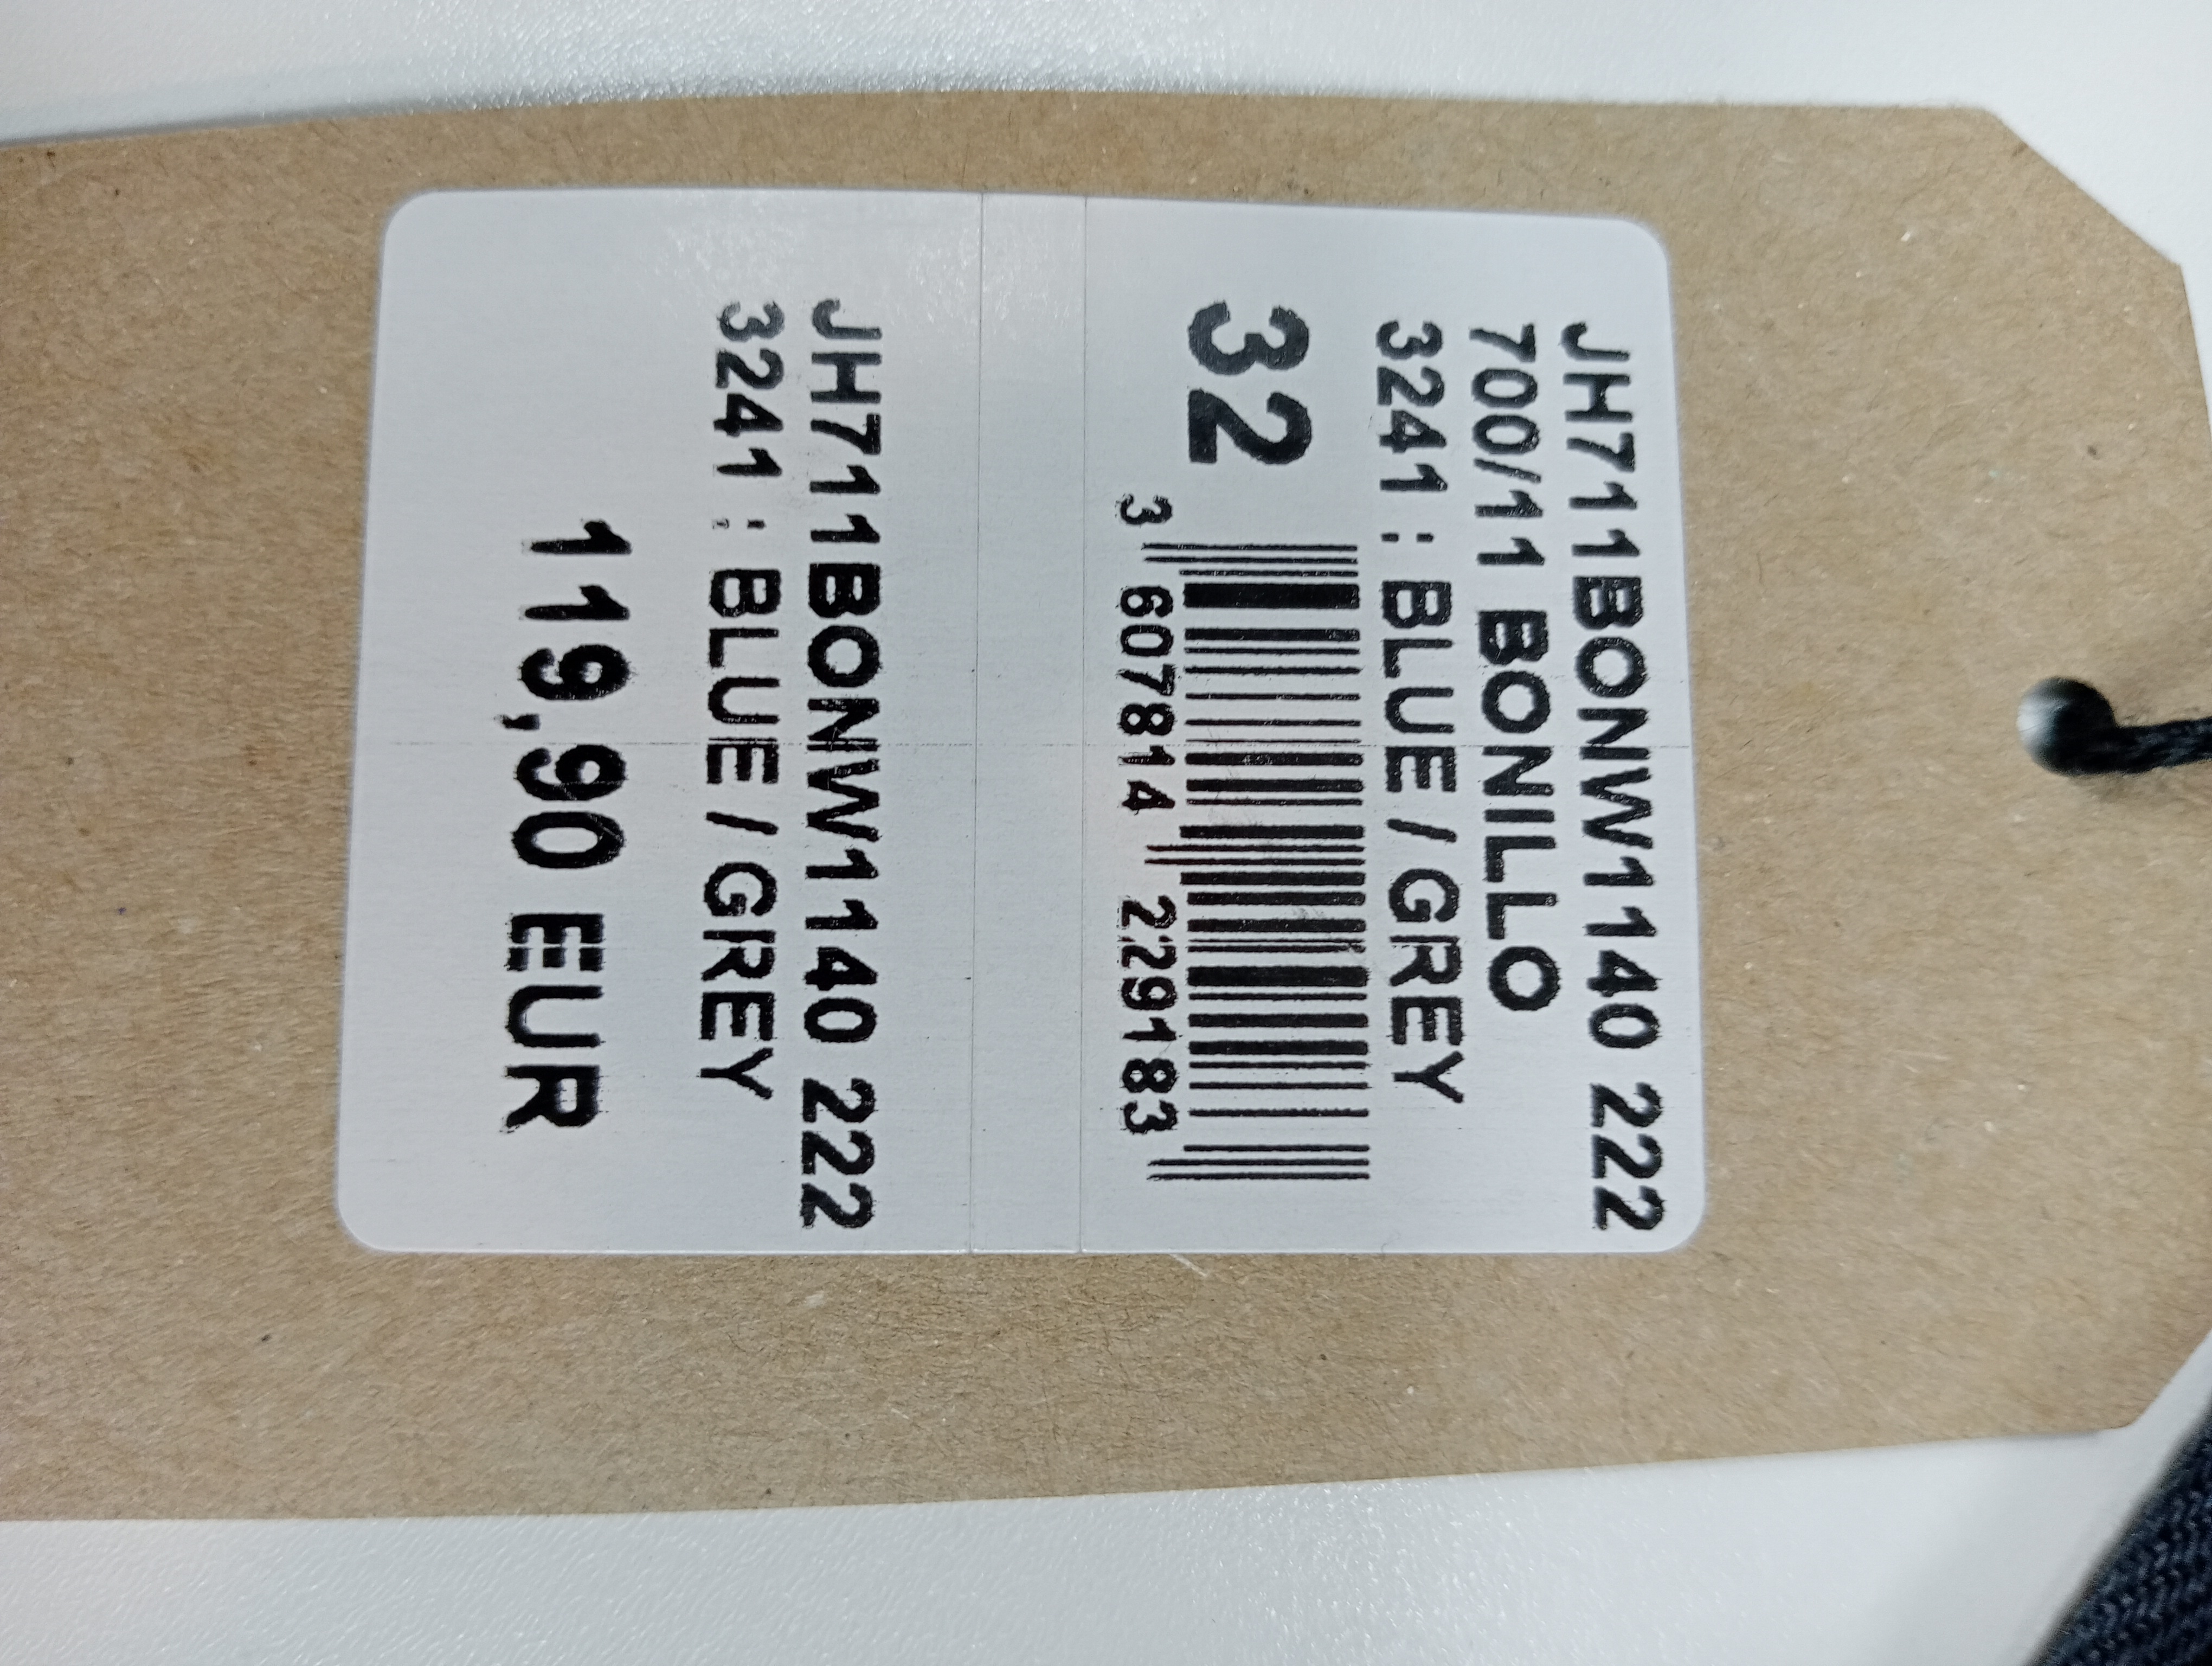 JH711BONW1140 222
700/11 BONILLO
3241 : BLUE / GREY
32
3 607814 229183
JH711BONW1140 222
3241 : BLUE / GREY
119,90 EUR